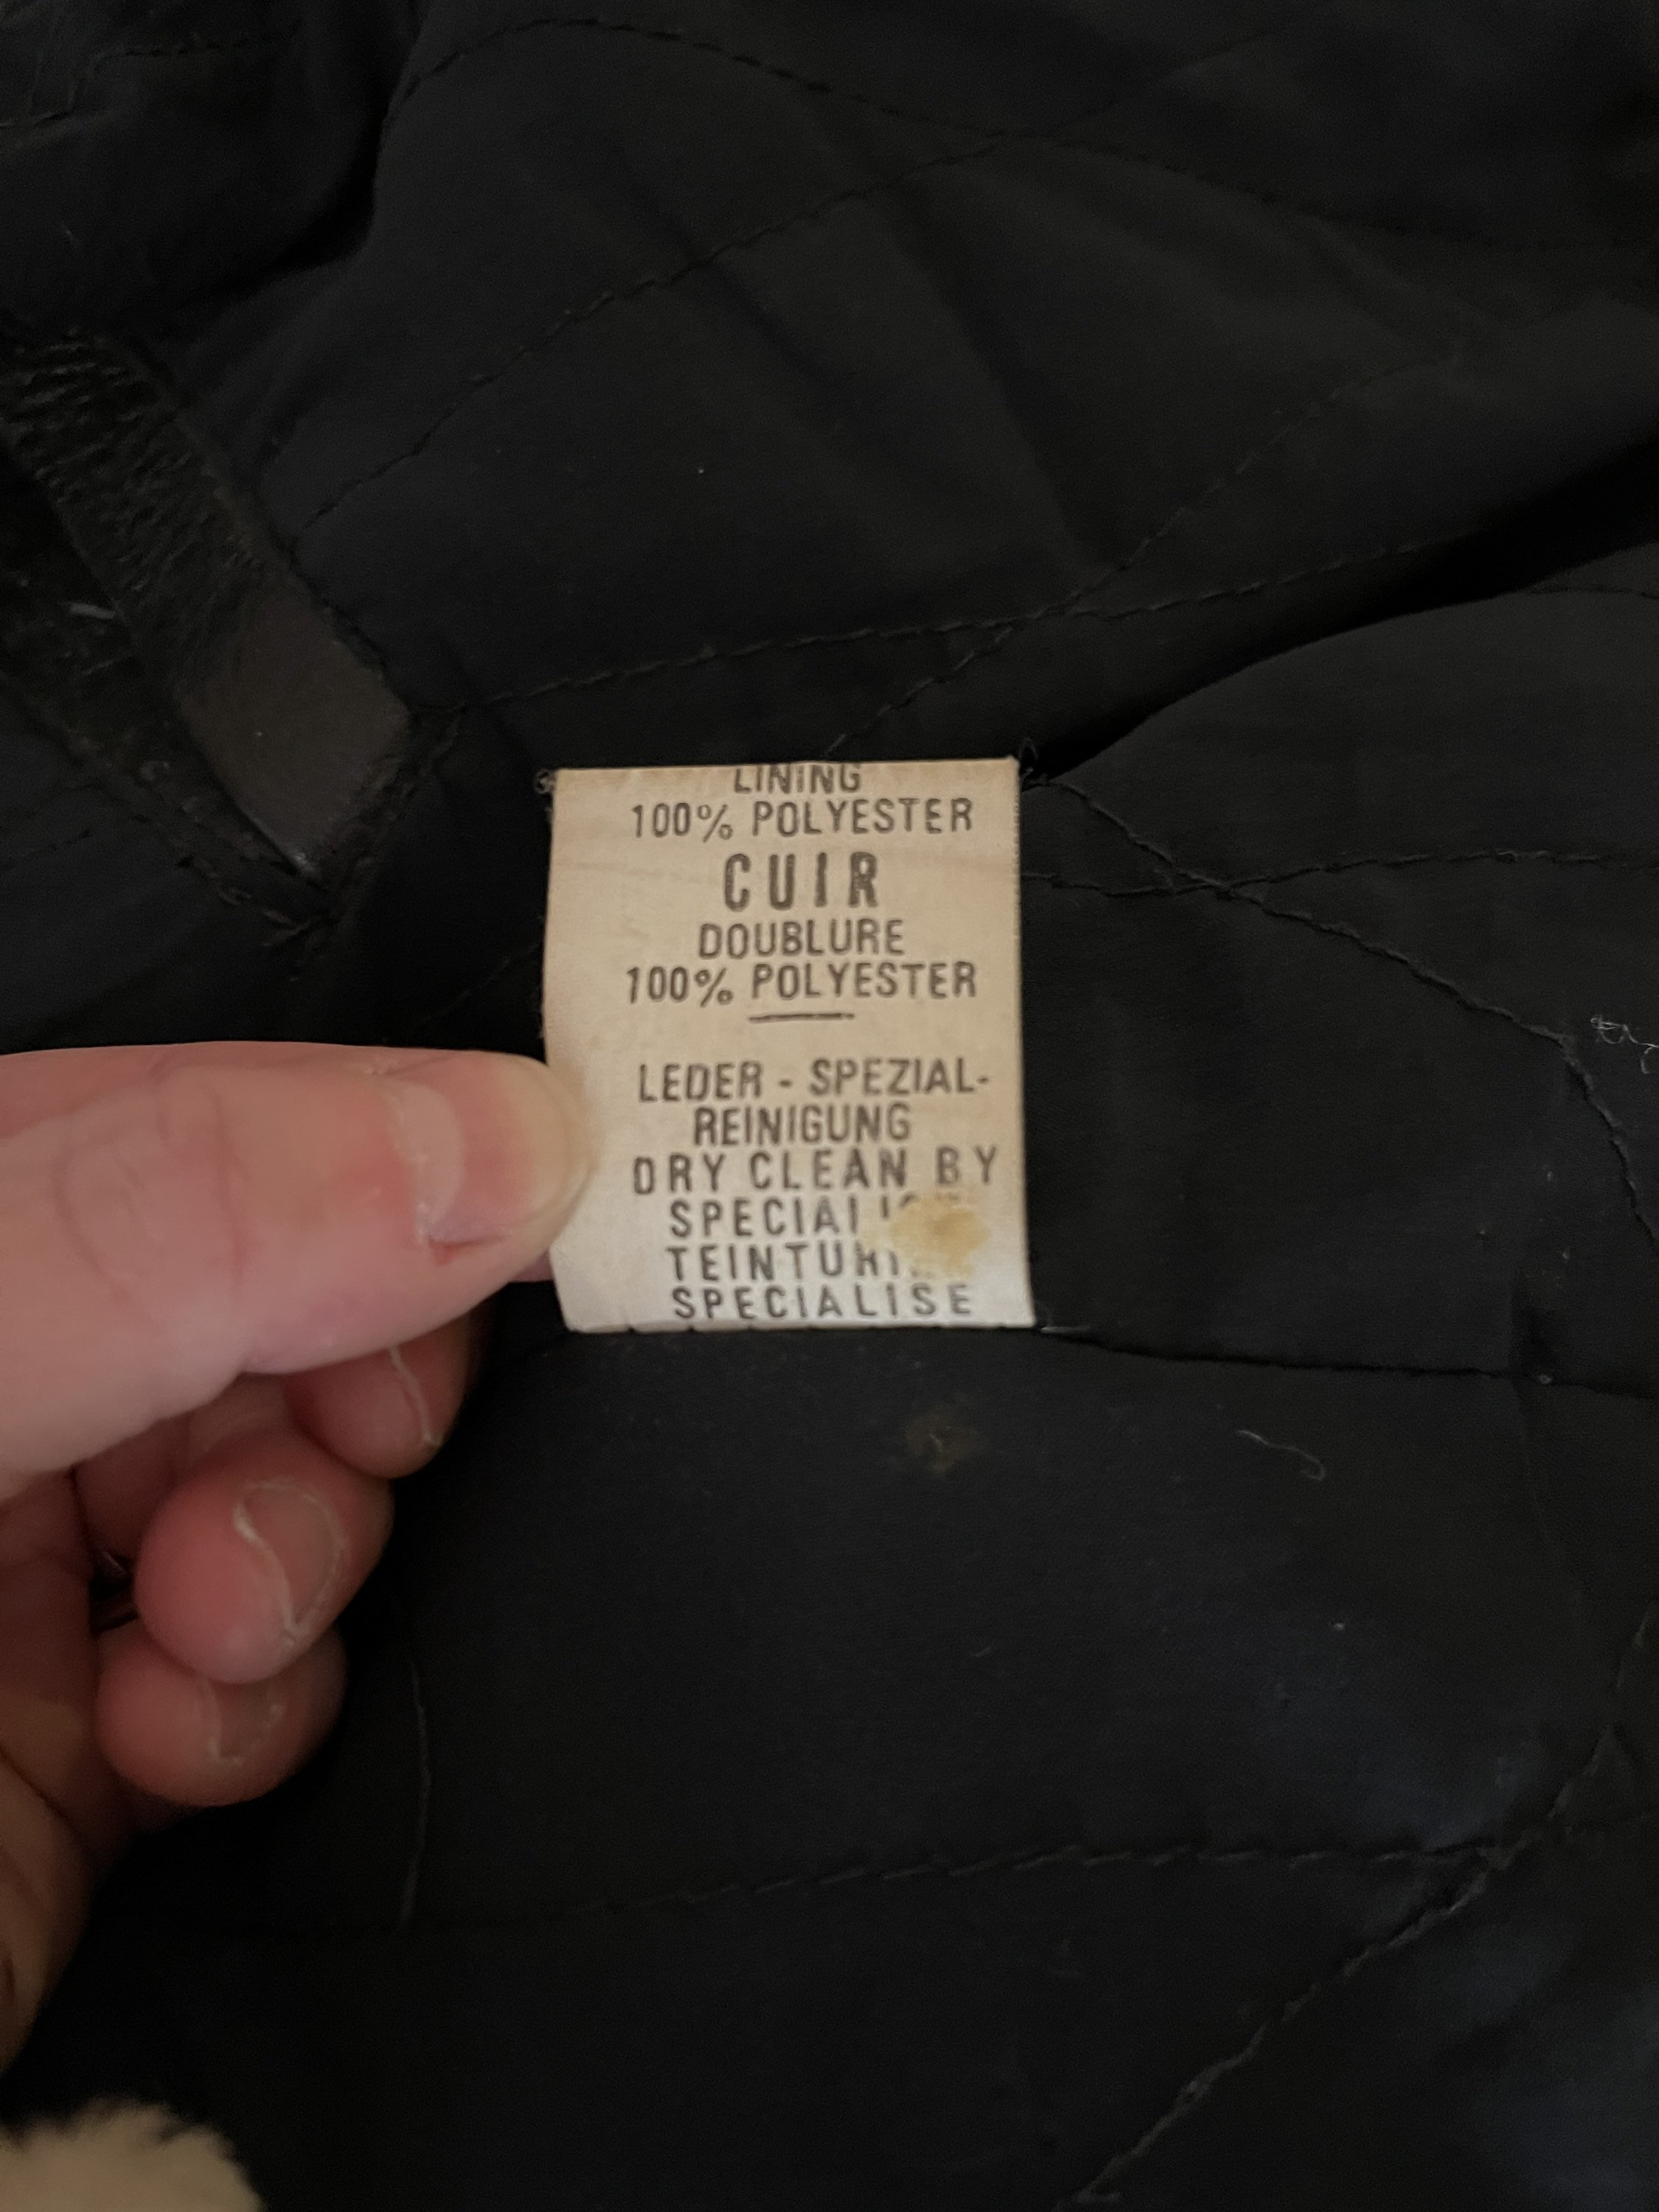 LINING
100% POLYESTER
CUIR
DOUBLURE
100% POLYESTER
LEDER - SPEZIAL-
REINIGUNG
DRY CLEAN BY
SPECIALISE